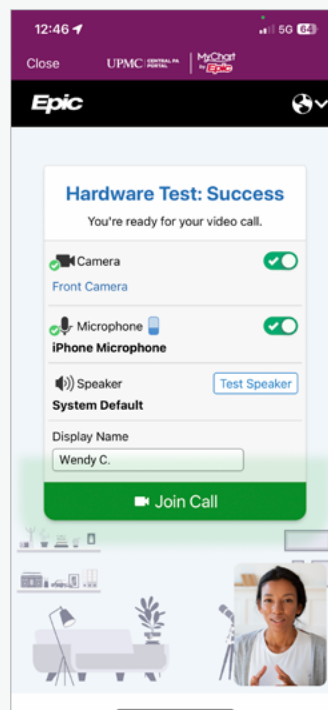 12:46 5G 64
Close UPMC CENTRAL PA PORTAL MyChart by Epic
Epic
Hardware Test: Success
You're ready for your video call.
Camera
Front Camera
Microphone
iPhone Microphone
Speaker Test Speaker
System Default
Display Name
Wendy C.
Join Call